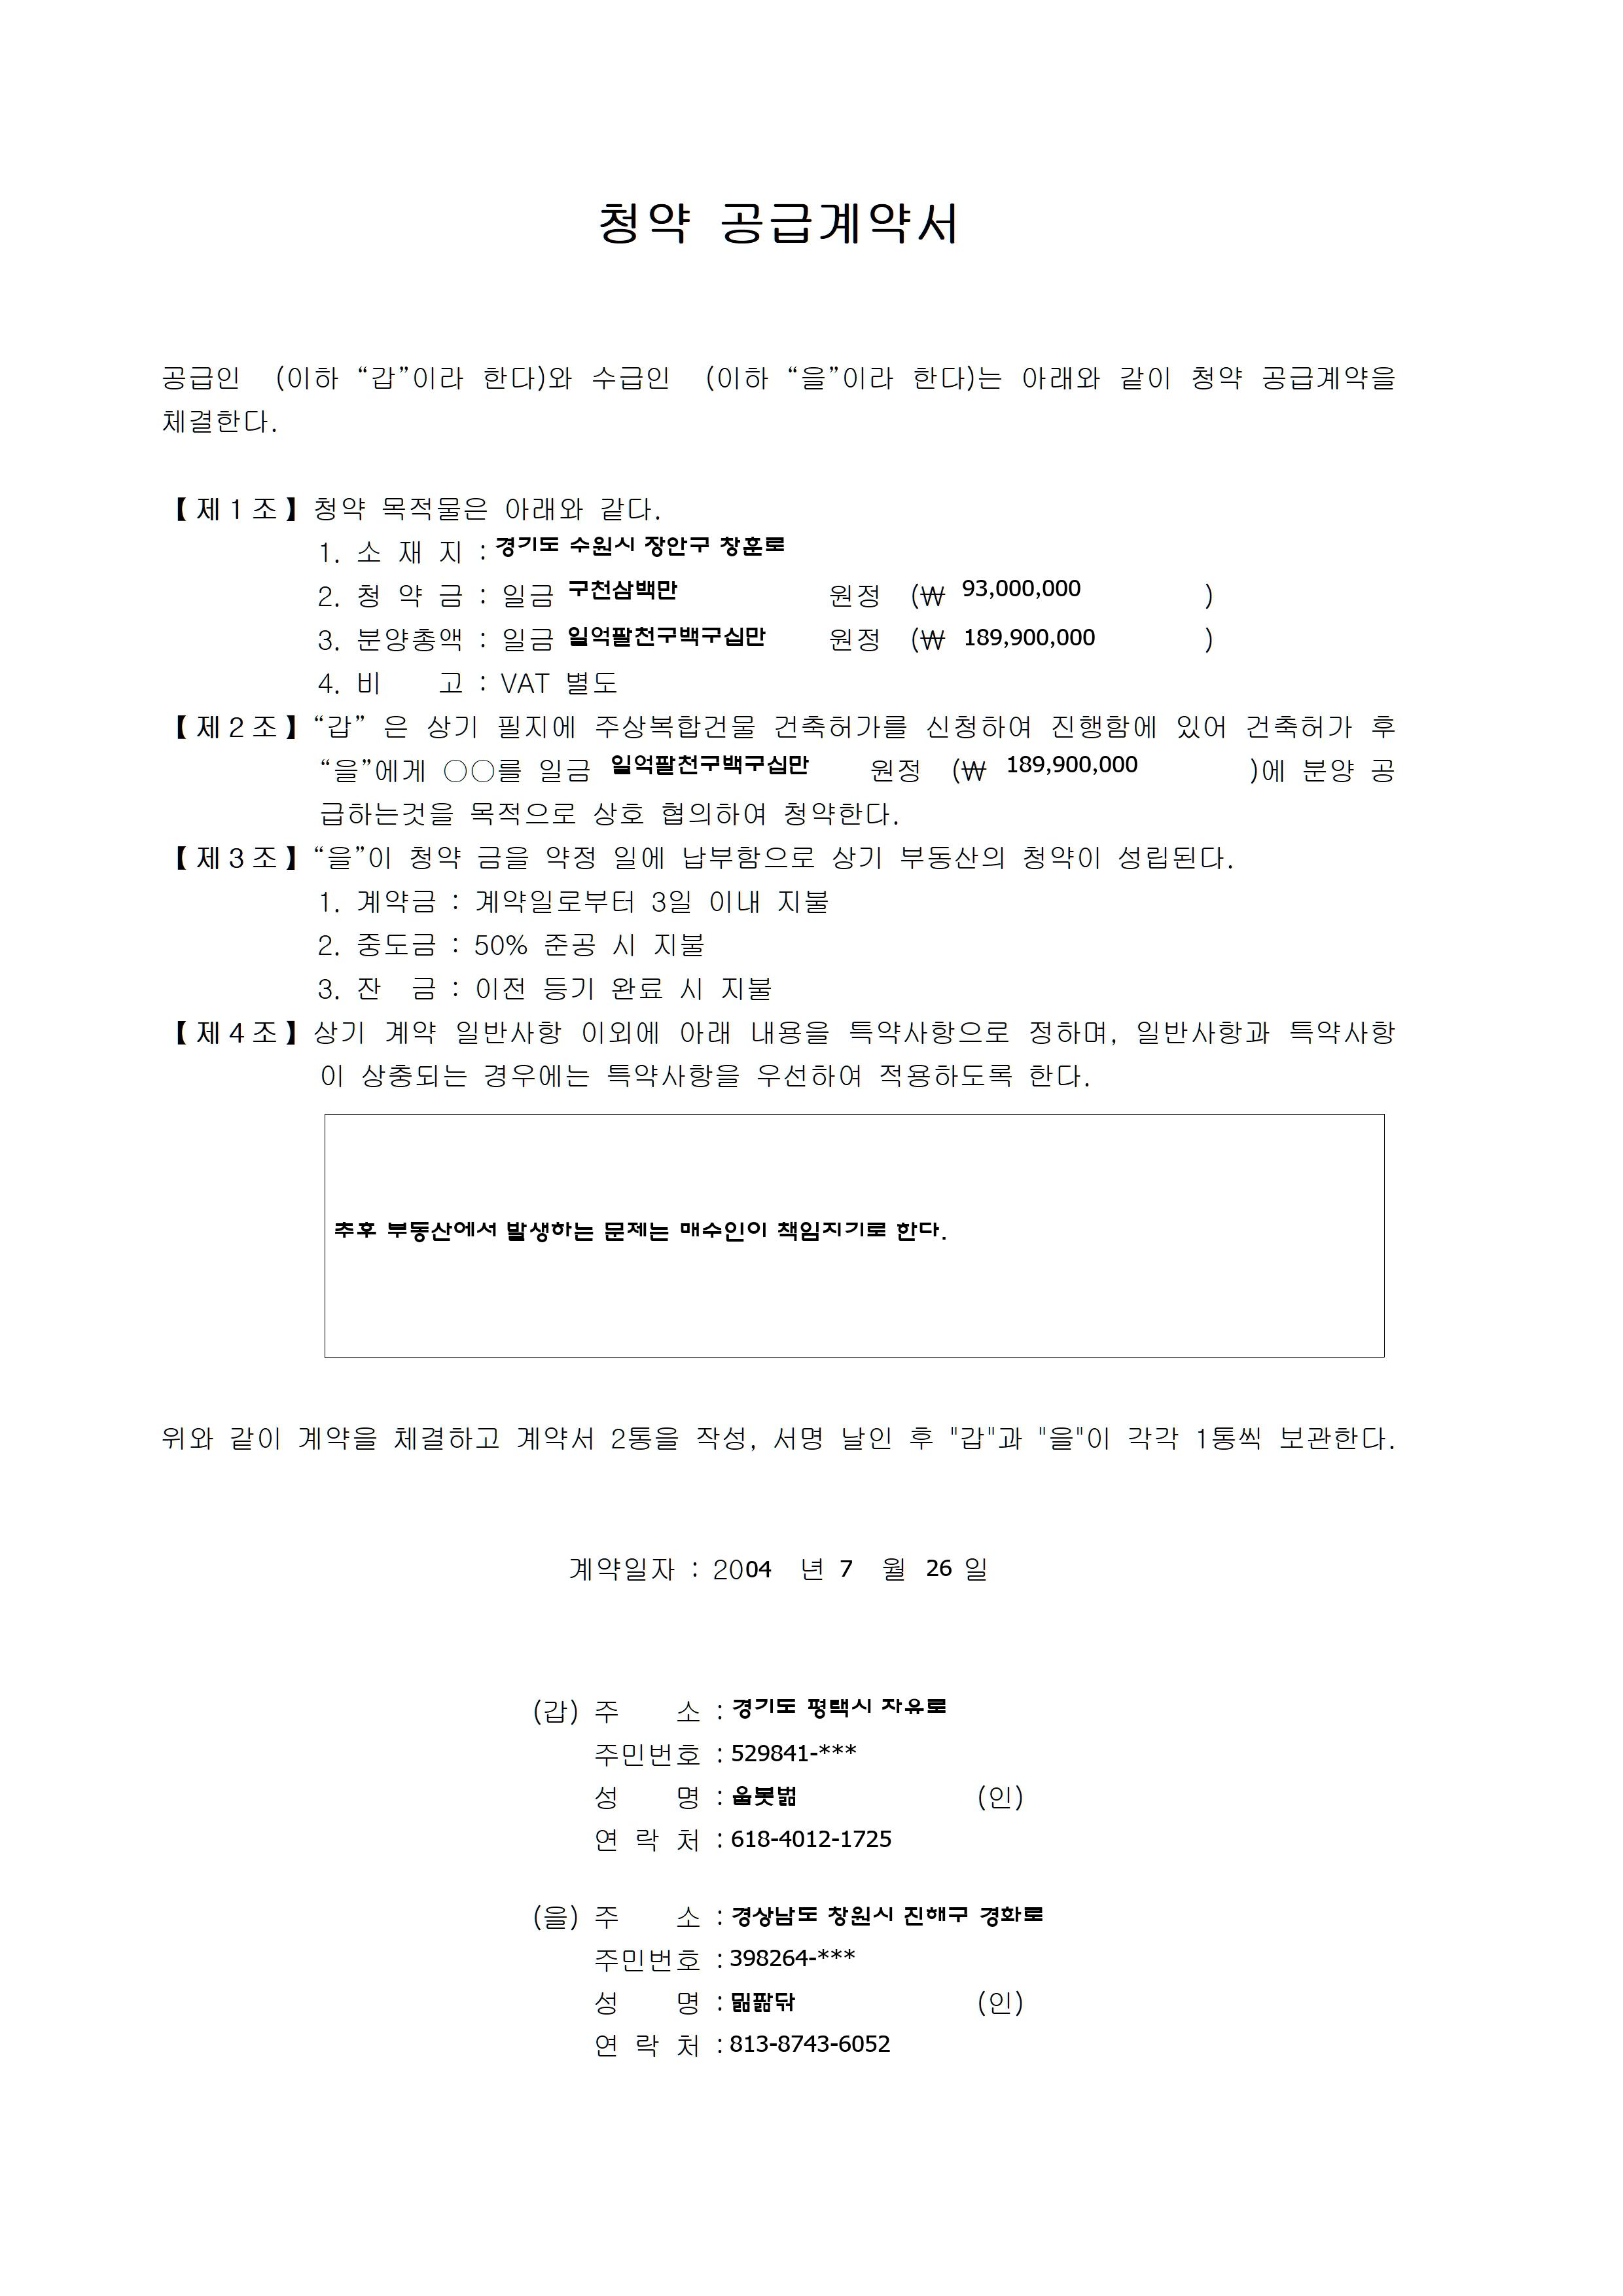 청약 공급계약서
공급인 (이하 “갑”이라 한다)와 수급인 (이하 “을”이라 한다)는 아래와 같이 청약 공급계약을
체결한다.
【제1조】청약 목적물은 아래와 같다.
1. 소 재 지 : 경기도 수원시 장안구 창훈로
2. 청 약 금 : 일금 구천삼백만 원정 (₩ 93,000,000 )
3. 분양총액 : 일금 일억팔천구백구십만 원정 (₩ 189,900,000 )
4. 비 고 : VAT 별도
【제2조】“갑” 은 상기 필지에 주상복합건물 건축허가를 신청하여 진행함에 있어 건축허가 후
“을”에게 ○○를 일금 일억팔천구백구십만 원정 (₩ 189,900,000 )에 분양 공
급하는것을 목적으로 상호 협의하여 청약한다.
【제3조】“을”이 청약 금을 약정 일에 납부함으로 상기 부동산의 청약이 성립된다.
1. 계약금 : 계약일로부터 3일 이내 지불
2. 중도금 : 50% 준공 시 지불
3. 잔 금 : 이전 등기 완료 시 지불
【제4조】상기 계약 일반사항 이외에 아래 내용을 특약사항으로 정하며, 일반사항과 특약사항
이 상충되는 경우에는 특약사항을 우선하여 적용하도록 한다.
추후 부동산에서 발생하는 문제는 매수인이 책임지기로 한다.
위와 같이 계약을 체결하고 계약서 2통을 작성, 서명 날인 후 "갑"과 "을"이 각각 1통씩 보관한다.
계약일자 : 2004 년 7 월 26 일
(갑) 주 소 : 경기도 평택시 자유로
주민번호 : 529841-***
성 명 : 웁봇범 (인)
연 락 처 : 618-4012-1725
(을) 주 소 : 경상남도 창원시 진해구 경화로
주민번호 : 398264-***
성 명 : (인)
연 락 처 : 813-8743-6052